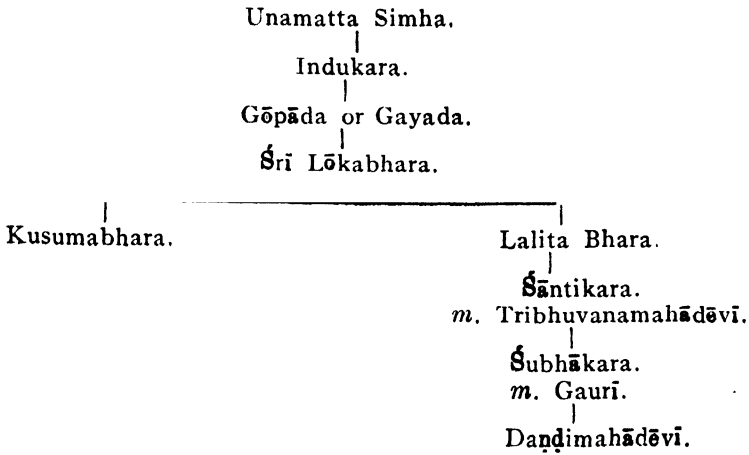 Unamatta Simha.
Indukara.
Gōpāda or Gayada.
Śrī Lōkabhara.
Kusumabhara.
Lalita Bhara.
Śāntikara.
m. Tribhuvanamahādēvī.
Śubhākara.
m. Gaurī.
Daṇḍimahādēvī.